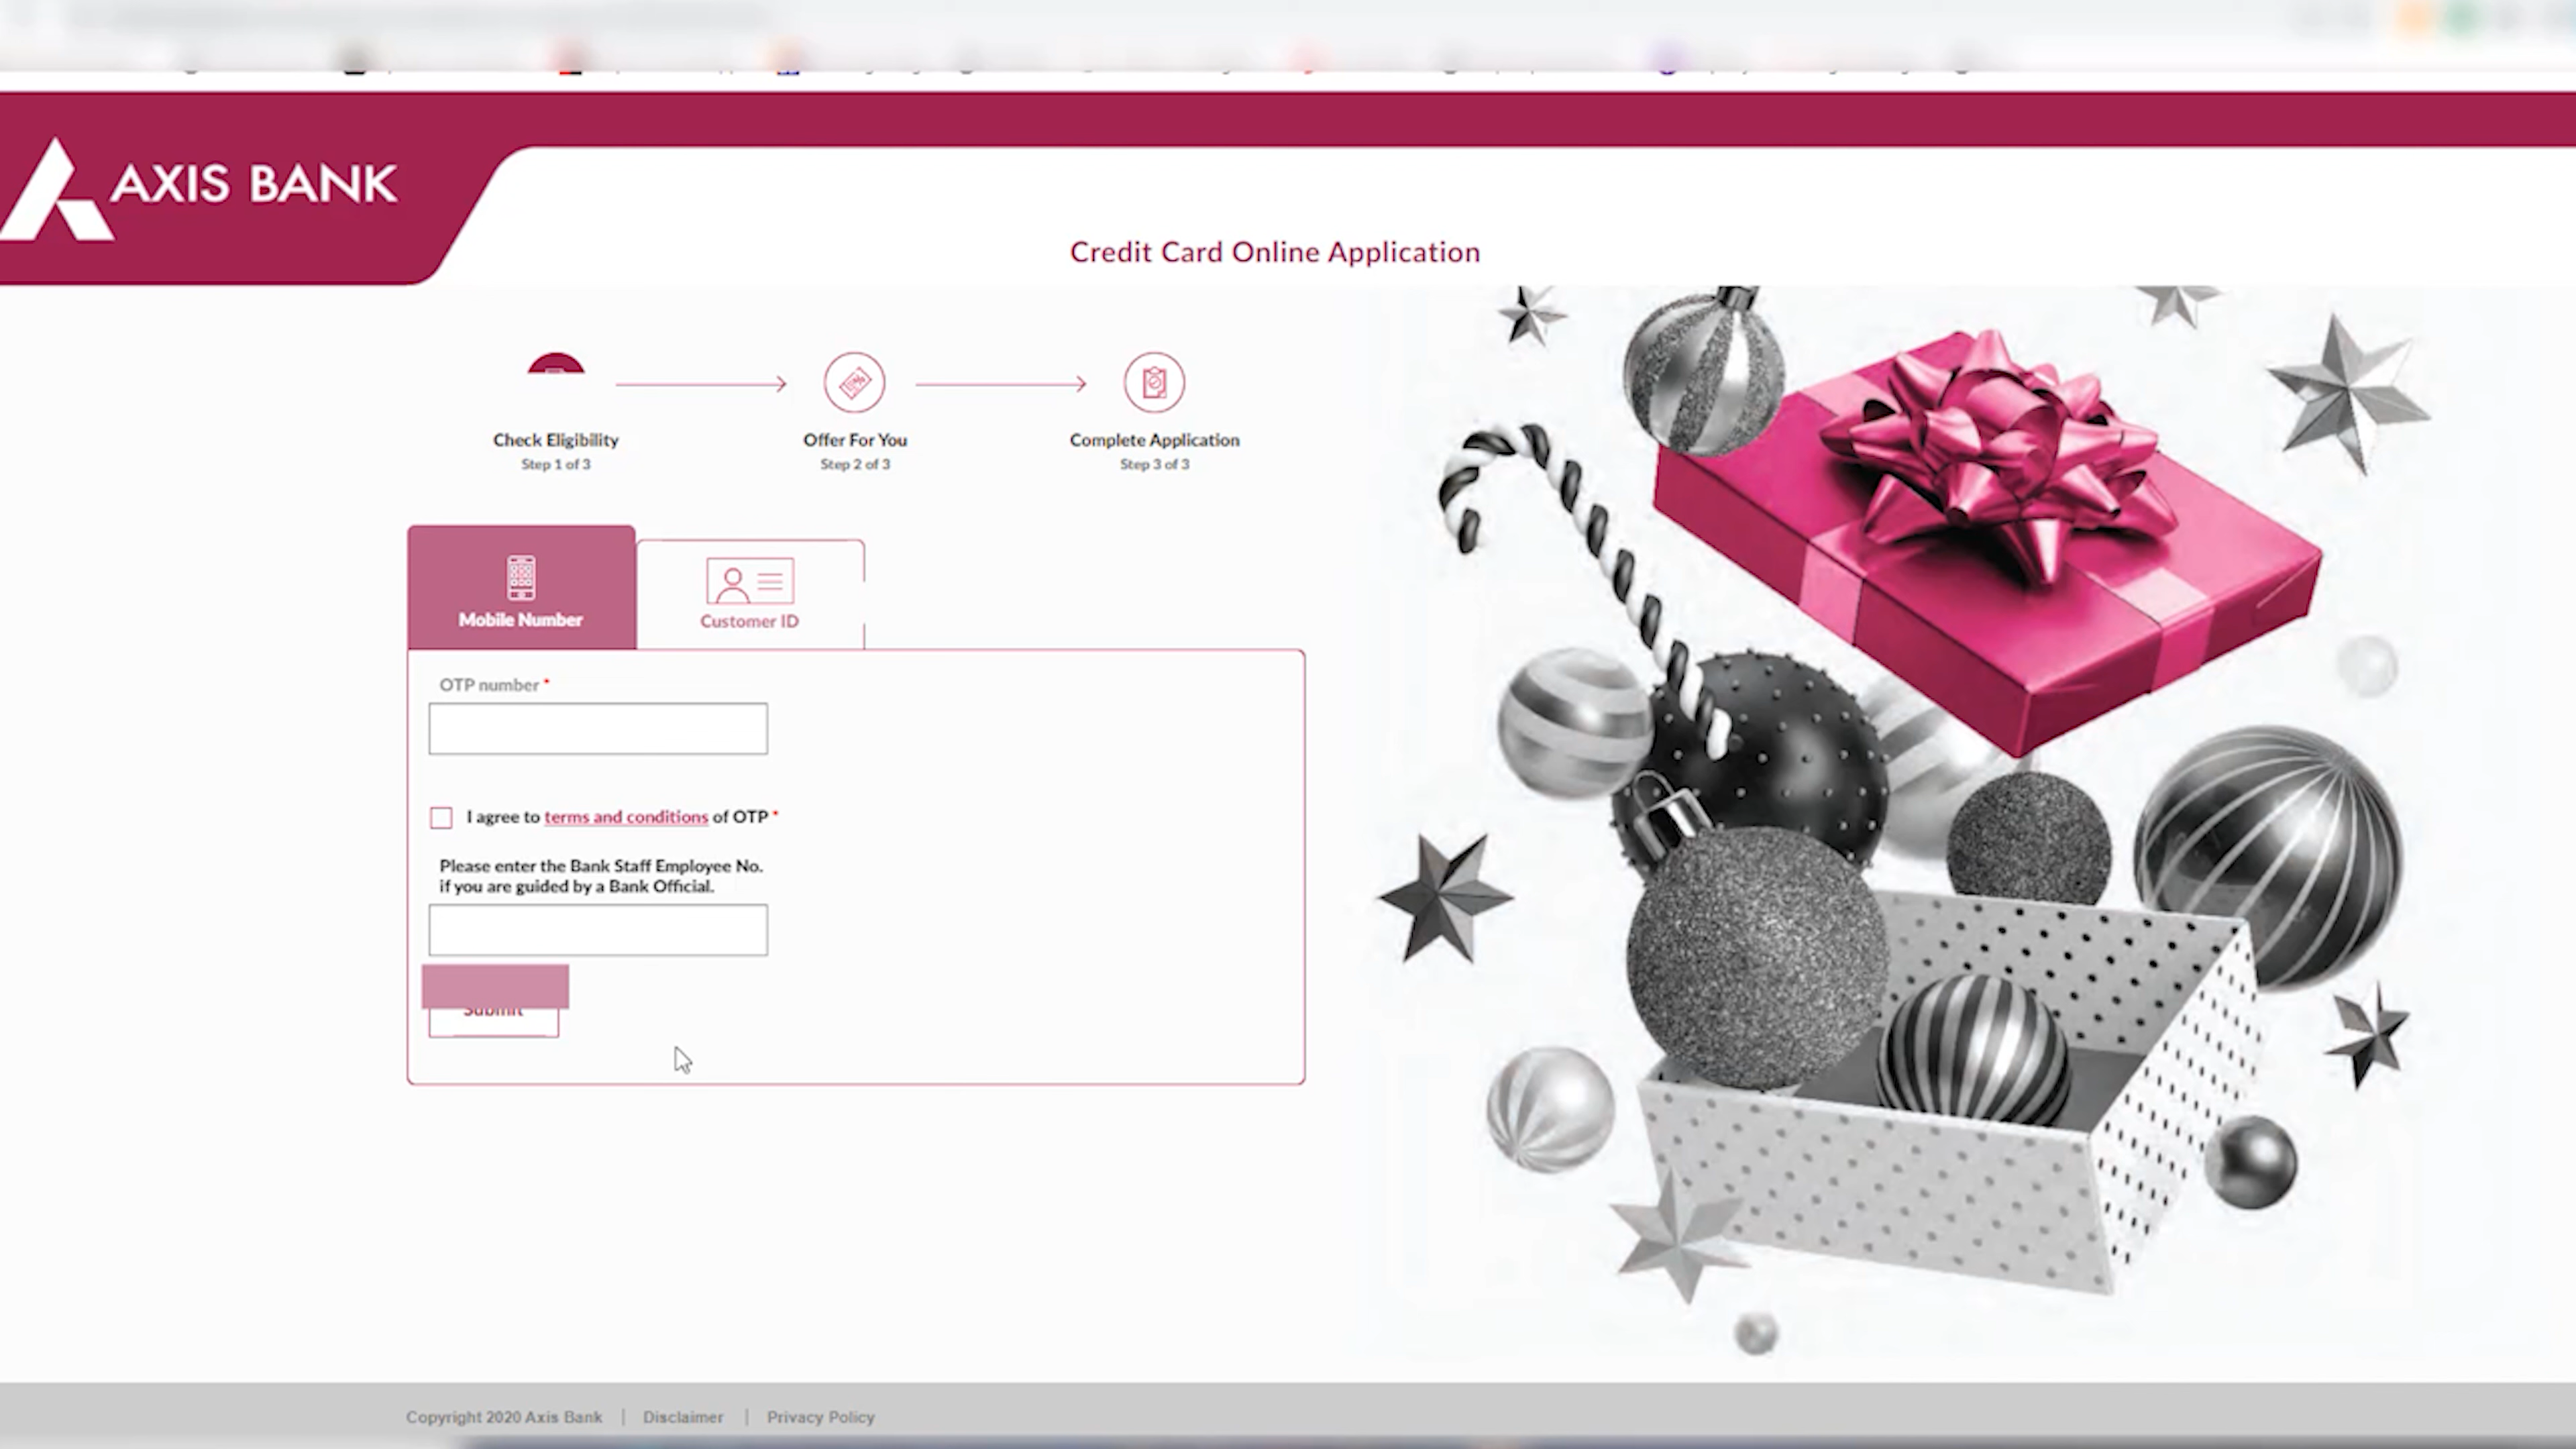 AXIS BANK
Credit Card Online Application
Check Eligibility
Step 1 of 3
Offer For You
Step 2 of 3
Complete Application
Step 3 of 3
Mobile Number
Customer ID
OTP number *
I agree to terms and conditions of OTP *
Please enter the Bank Staff Employee No.
if you are guided by a Bank Official.
Submit
Copyright 2020 Axis Bank | Disclaimer | Privacy Policy